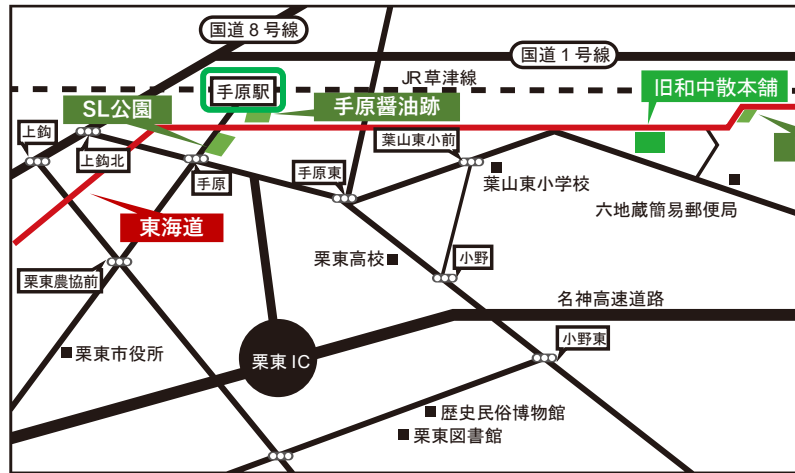 国道8号線
国道1号線
JR草津線
手原駅
旧和中散本舗
SL公園
手原醤油跡
上鈎
上鈎北
手原
手原東
葉山東小前
葉山東小学校
六地蔵簡易郵便局
東海道
栗東高校
小野
栗東農協前
名神高速道路
小野東
栗東市役所
栗東IC
歴史民俗博物館
栗東図書館